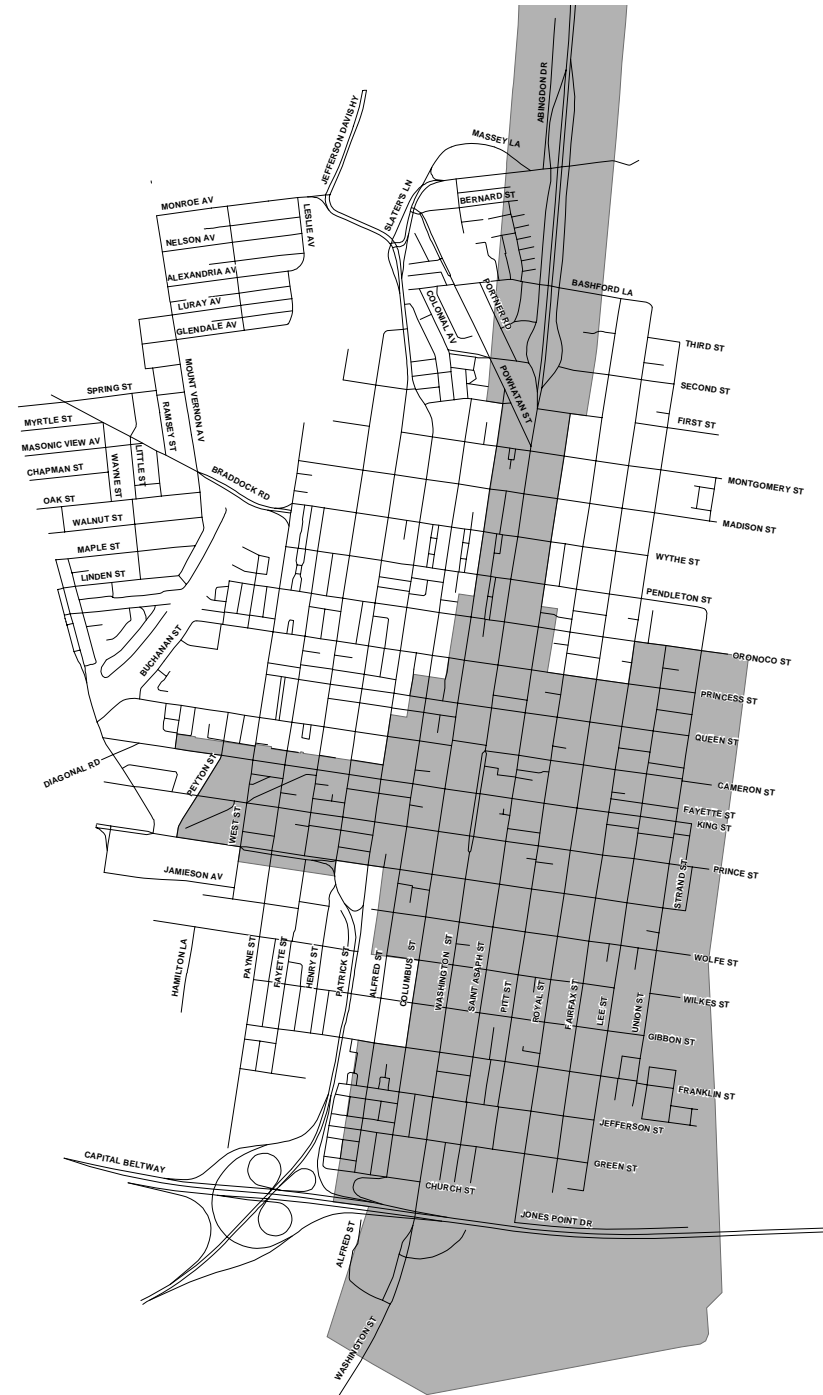 ABINGDON DR
JEFFERSON DAVIS HY
MASSEY LA
SLATER'S LN
MONROE AV
LESLIE AV
BERNARD ST
NELSON AV
ALEXANDRIA AV
BASHFORD LA
PORTNER RD
COLONIAL AV
LURAY AV
GLENDALE AV
THIRD ST
MOUNT VERNON AV
POWHATAN ST
SECOND ST
SPRING ST
RAMSEY ST
MYRTLE ST
FIRST ST
MASONIC VIEW AV
LITTLE ST
WAYNE ST
CHAPMAN ST
BRADDOCK RD
MONTGOMERY ST
OAK ST
WALNUT ST
MADISON ST
MAPLE ST
WYTHE ST
LINDEN ST
PENDLETON ST
BUCHANAN ST
ORONOCO ST
PRINCESS ST
QUEEN ST
DIAGONAL RD
PEYTON ST
CAMERON ST
FAYETTE ST
KING ST
WEST ST
PRINCE ST
JAMIESON AV
STRAND ST
HAMILTON LA
PAYNE ST
FAYETTE ST
HENRY ST
PATRICK ST
ALFRED ST
COLUMBUS ST
WASHINGTON ST
SAINT ASAPH ST
PITT ST
ROYAL ST
FAIRFAX ST
LEE ST
UNION ST
WOLFE ST
WILKES ST
GIBBON ST
FRANKLIN ST
JEFFERSON ST
GREEN ST
CAPITAL BELTWAY
CHURCH ST
JONES POINT DR
ALFRED ST
WASHINGTON ST